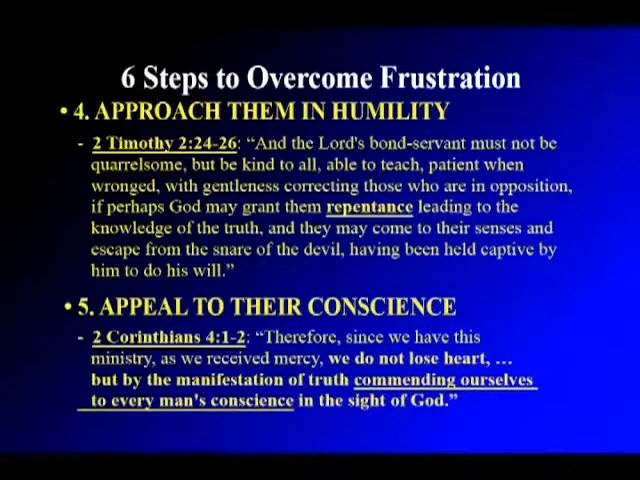 6 Steps to Overcome Frustration
• 4. APPROACH THEM IN HUMILITY
- 2 Timothy 2:24-26: “And the Lord's bond-servant must not be
quarrelsome, but be kind to all, able to teach, patient when
wronged, with gentleness correcting those who are in opposition,
if perhaps God may grant them repentance leading to the
knowledge of the truth, and they may come to their senses and
escape from the snare of the devil, having been held captive by
him to do his will.”
• 5. APPEAL TO THEIR CONSCIENCE
- 2 Corinthians 4:1-2: “Therefore, since we have this
ministry, as we received mercy, we do not lose heart, …
but by the manifestation of truth commending ourselves
to every man's conscience in the sight of God.”